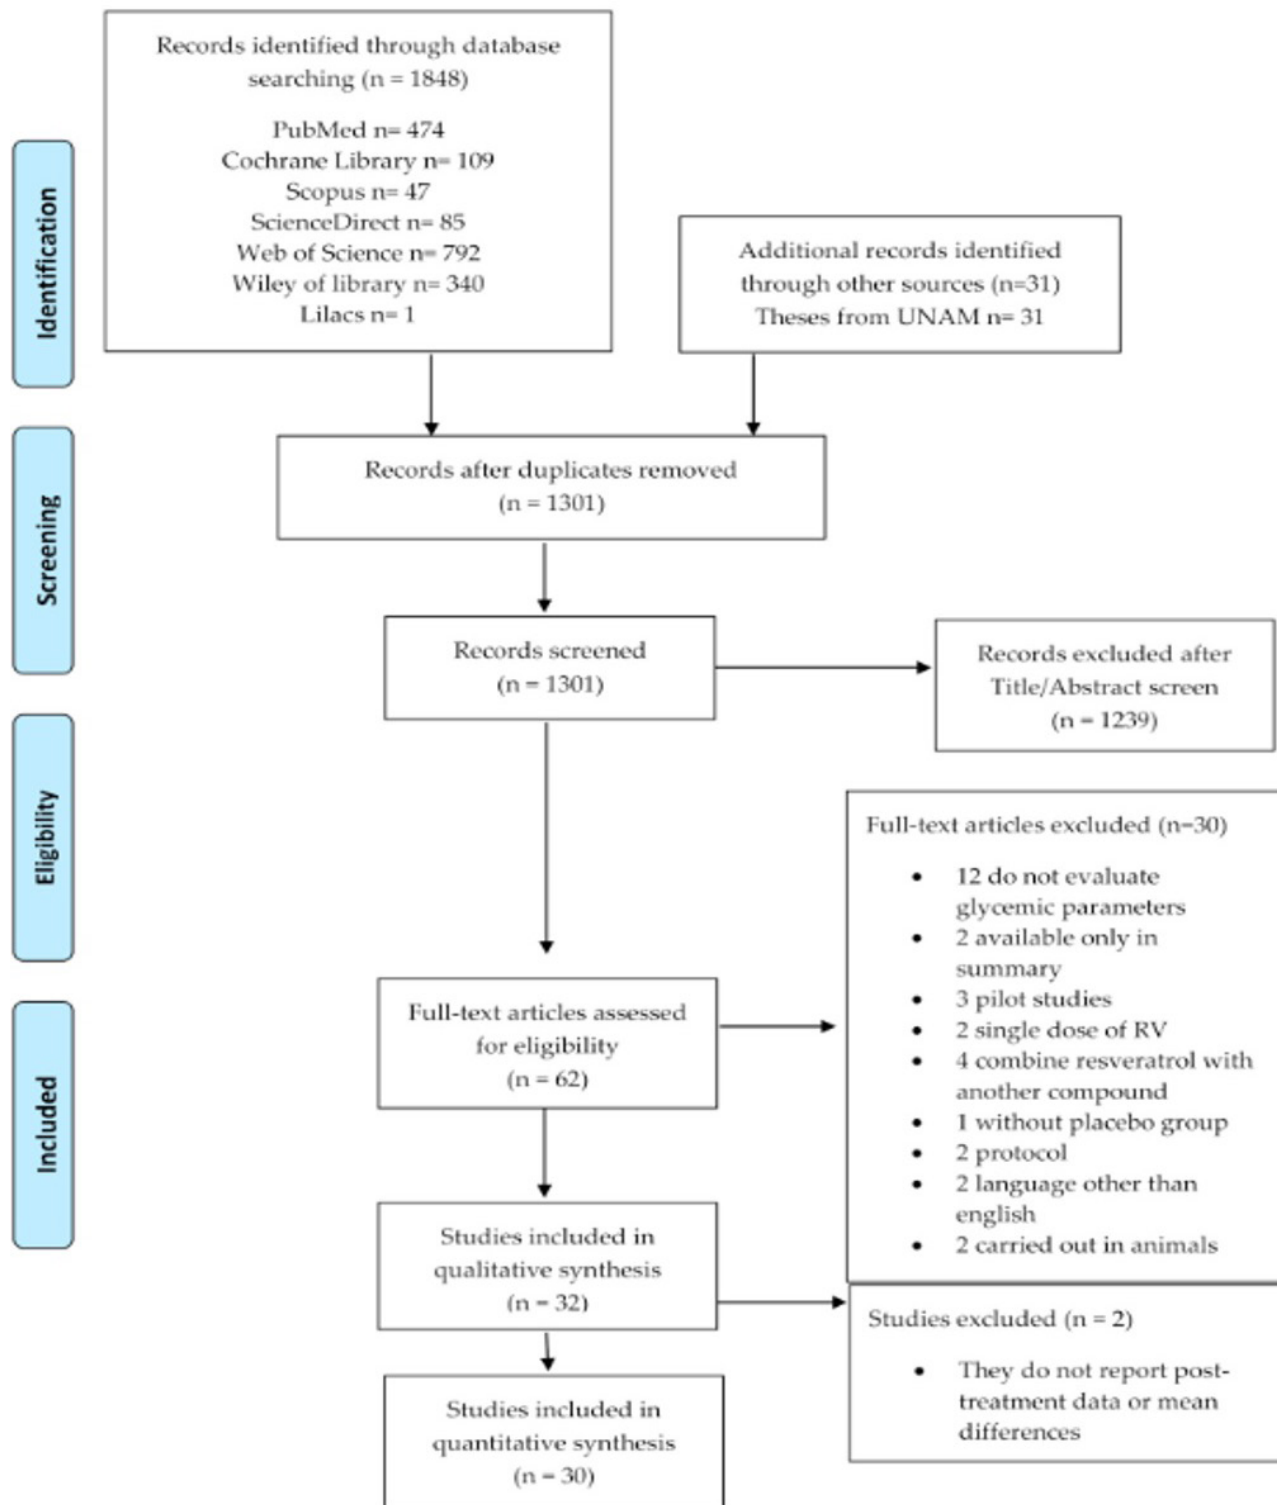 Records identified through database
searching (n = 1848)
PubMed n= 474
Cochrane Library n= 109
Scopus n= 47
ScienceDirect n= 85
Web of Science n= 792
Wiley of library n= 340
Lilacs n= 1
Additional records identified
through other sources (n=31)
Theses from UNAM n= 31
Identification
Records after duplicates removed
(n = 1301)
Screening
Records screened
(n = 1301)
Records excluded after
Title/Abstract screen
(n = 1239)
Eligibility
Full-text articles assessed
for eligibility
(n = 62)
Full-text articles excluded (n=30)
• 12 do not evaluate
glycemic parameters
• 2 available only in
summary
• 3 pilot studies
• 2 single dose of RV
• 4 combine resveratrol with
another compound
• 1 without placebo group
• 2 protocol
• 2 language other than
english
• 2 carried out in animals
Included
Studies included in
qualitative synthesis
(n = 32)
Studies excluded (n = 2)
• They do not report post-
treatment data or mean
differences
Studies included in
quantitative synthesis
(n = 30)